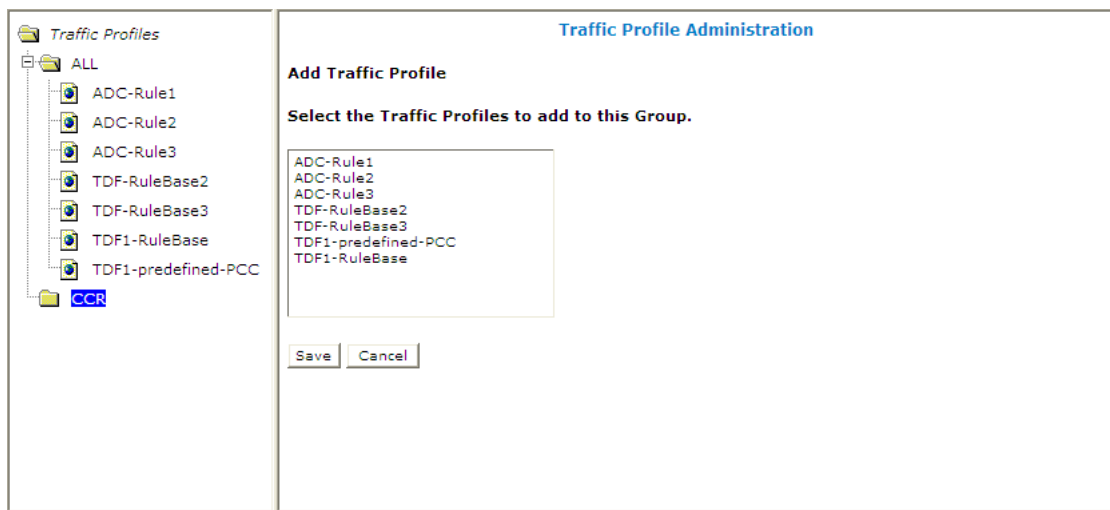 Traffic Profiles
ALL
ADC-Rule1
ADC-Rule2
ADC-Rule3
TDF-RuleBase2
TDF-RuleBase3
TDF1-RuleBase
TDF1-predefined-PCC
CCR
Traffic Profile Administration
Add Traffic Profile
Select the Traffic Profiles to add to this Group.
ADC-Rule1
ADC-Rule2
ADC-Rule3
TDF-RuleBase2
TDF-RuleBase3
TDF1-predefined-PCC
TDF1-RuleBase
Save Cancel